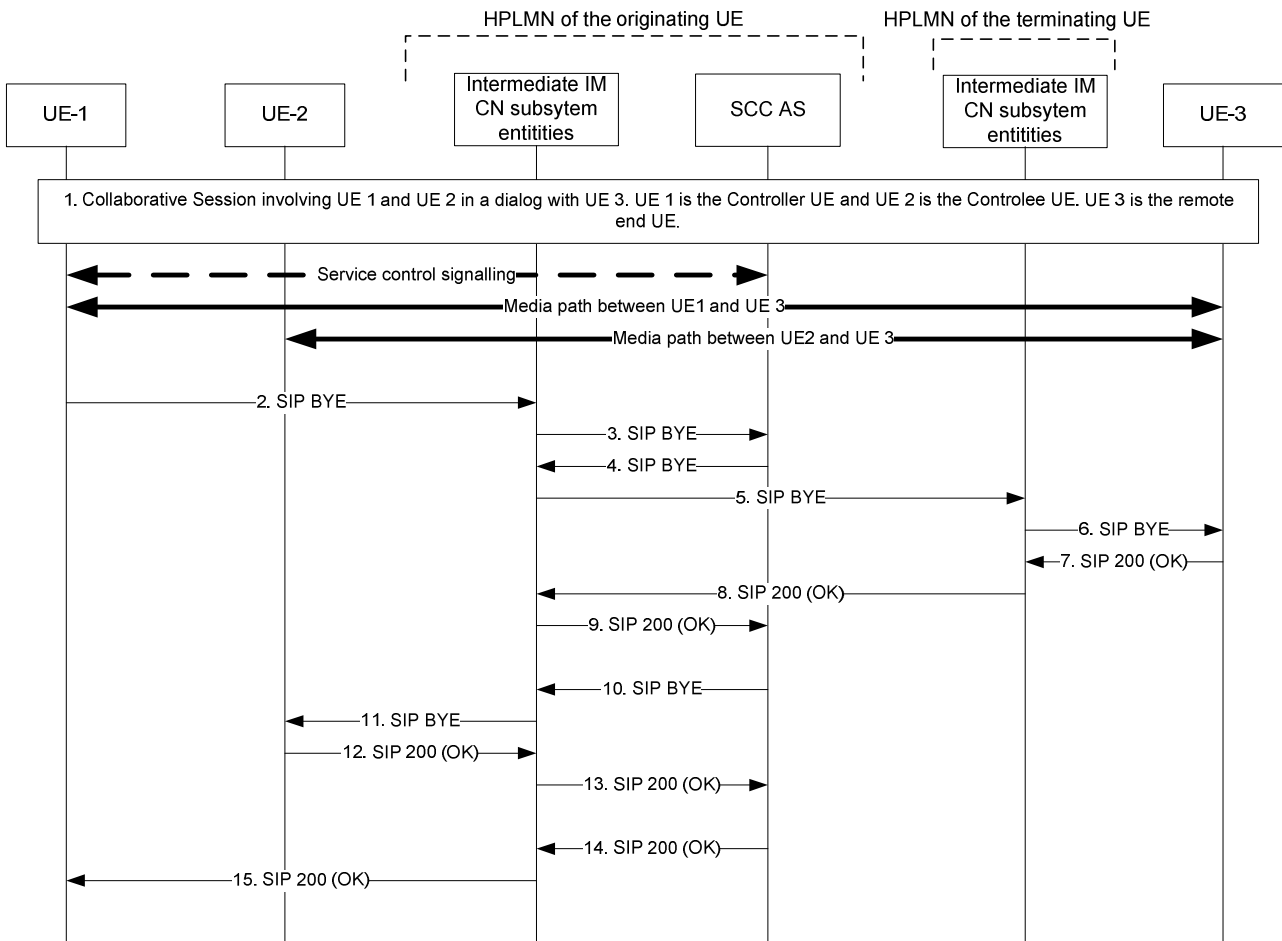 HPLMN of the originating UE
HPLMN of the terminating UE
UE-1
UE-2
Intermediate IM
CN subsytem
entitities
SCC AS
Intermediate IM
CN subsytem
entitities
UE-3
1. Collaborative Session involving UE 1 and UE 2 in a dialog with UE 3. UE 1 is the Controller UE and UE 2 is the Controlee UE. UE 3 is the remote
end UE.
Service control signalling
Media path between UE1 and UE 3
Media path between UE2 and UE 3
2. SIP BYE
3. SIP BYE
4. SIP BYE
5. SIP BYE
6. SIP BYE
7. SIP 200 (OK)
8. SIP 200 (OK)
9. SIP 200 (OK)
10. SIP BYE
11. SIP BYE
12. SIP 200 (OK)
13. SIP 200 (OK)
14. SIP 200 (OK)
15. SIP 200 (OK)